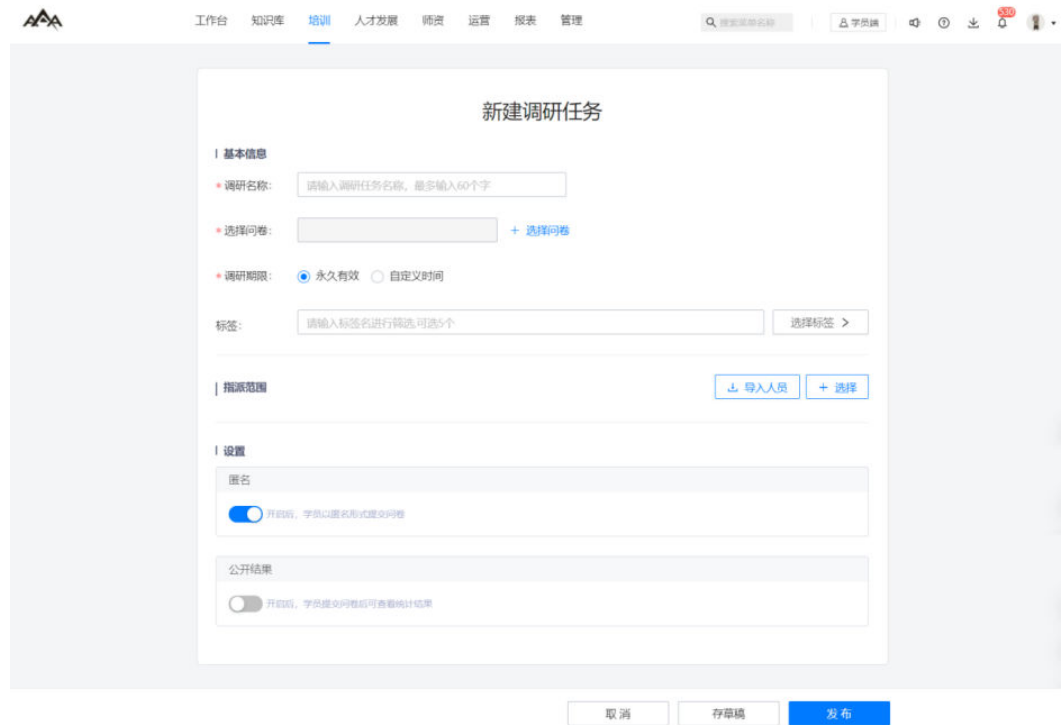 工作台 知识库 培训 人才发展 师资 运营 报表 管理 搜索菜单名称 学员端 530
新建调研任务
基本信息
* 调研名称: 请输入调研任务名称，最多输入60个字
* 选择问卷: + 选择问卷
* 调研期限: 永久有效 自定义时间
标签: 请输入标签名进行筛选,可选5个 选择标签 >
指派范围 导入人员 + 选择
设置
匿名
开启后，学员以匿名形式提交问卷
公开结果
开启后，学员提交问卷后可查看统计结果
取消 存草稿 发布